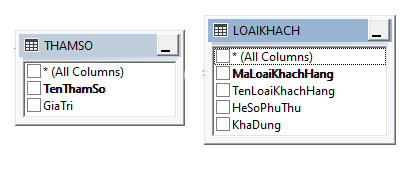 THAMSO
* (All Columns)
TenThamSo
GiaTri
LOAIKHACH
* (All Columns)
MaLoaiKhachHang
TenLoaiKhachHang
HeSoPhuThu
KhaDung